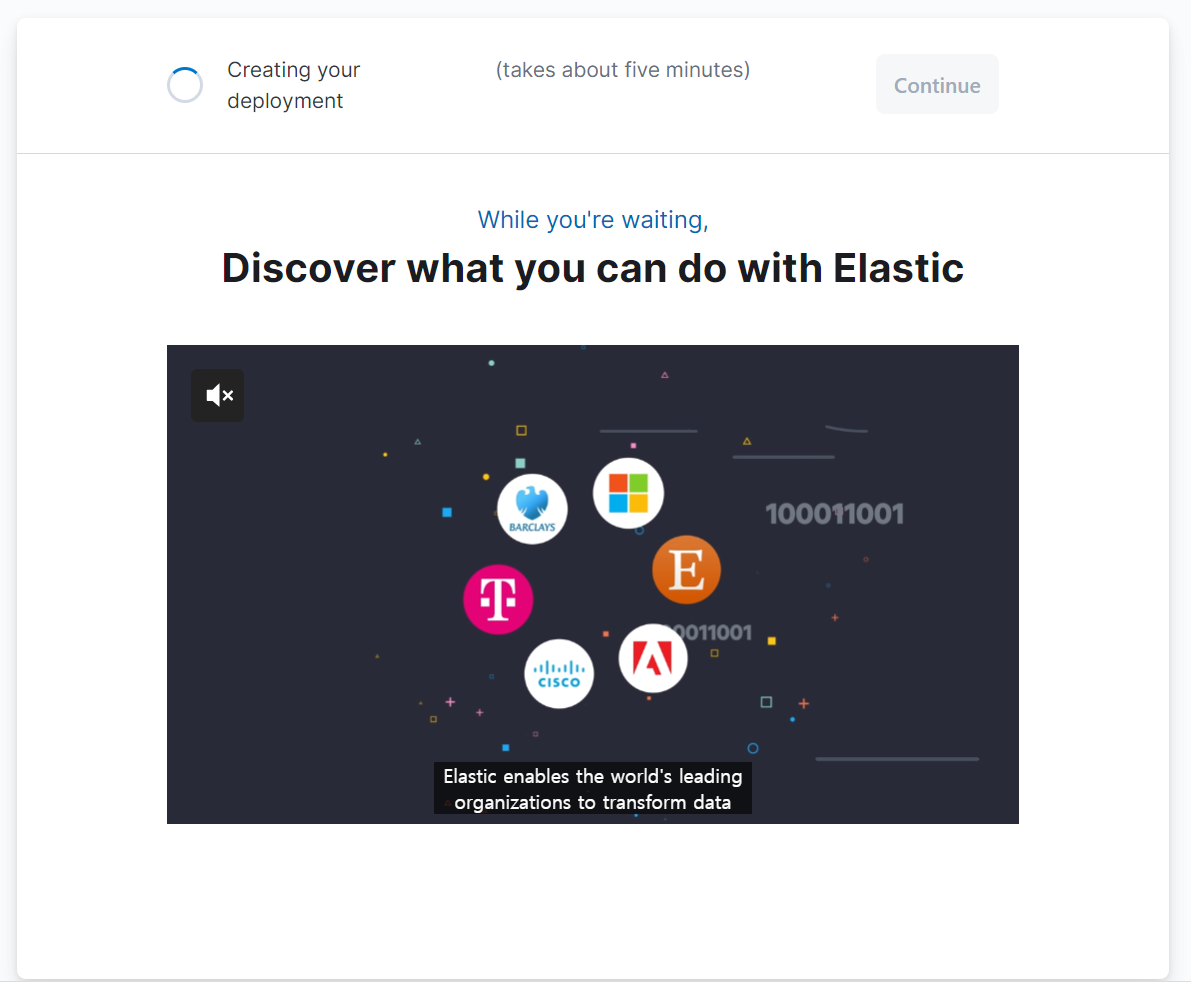 Creating your
deployment
(takes about five minutes)
Continue
While you're waiting,
Discover what you can do with Elastic
BARCLAYS
100011001
E
T
0011001
CISCO
Elastic enables the world's leading
organizations to transform data